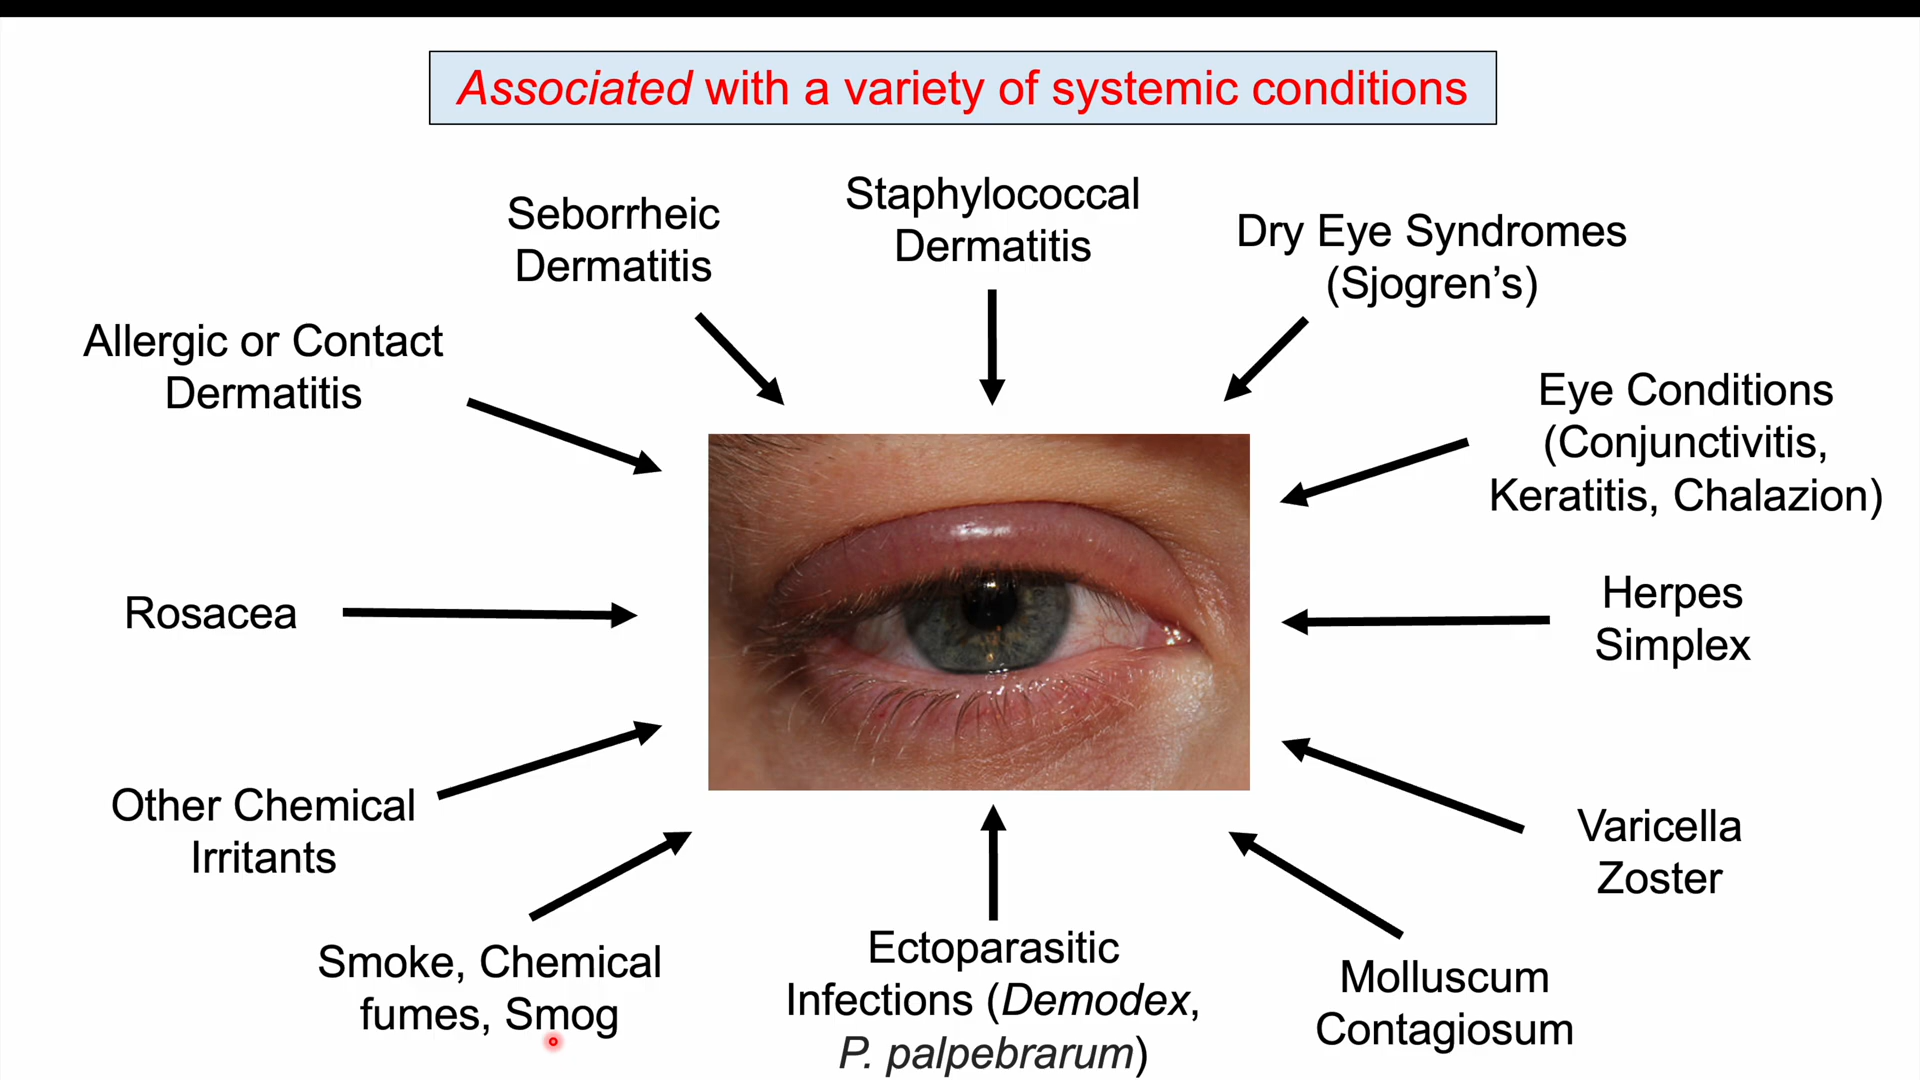 Associated with a variety of systemic conditions
Staphylococcal
Dermatitis
Seborrheic
Dermatitis
Dry Eye Syndromes
(Sjogren’s)
Allergic or Contact
Dermatitis
Eye Conditions
(Conjunctivitis,
Keratitis, Chalazion)
Rosacea
Herpes
Simplex
Other Chemical
Irritants
Varicella
Zoster
Smoke, Chemical
fumes, Smog
Ectoparasitic
Infections (Demodex,
P. palpebrarum)
Molluscum
Contagiosum